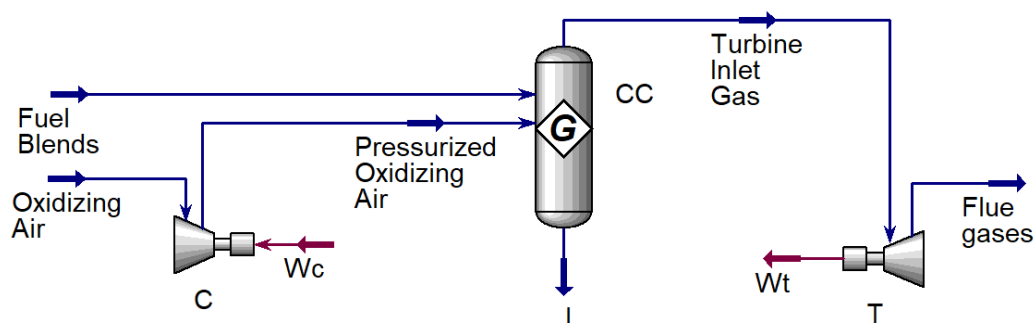 Turbine
Inlet
Gas
CC
Fuel
Blends
G
Pressurized
Oxidizing
Air
Oxidizing
Air
Flue
gases
Wc
Wt
C
T